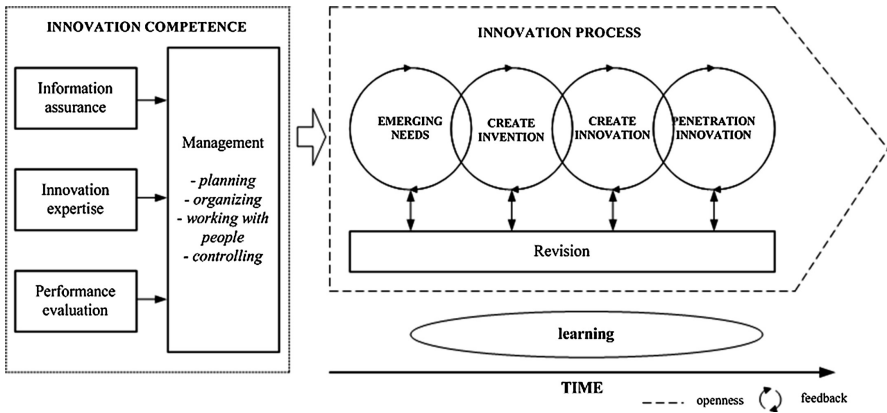 INNOVATION COMPETENCE
Information
assurance
Innovation
expertise
Performance
evaluation
Management
- planning
- organizing
- working with
people
- controlling
INNOVATION PROCESS
EMERGING
NEEDS
CREATE
INVENTION
CREATE
INNOVATION
PENETRATION
INNOVATION
Revision
learning
TIME
openness
feedback